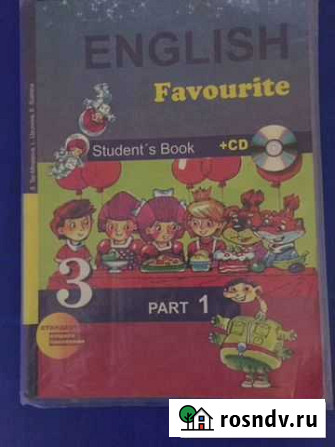 ENGLISH
Favourite
Student´s Book +CD
3
PART 1
rosndv.ru